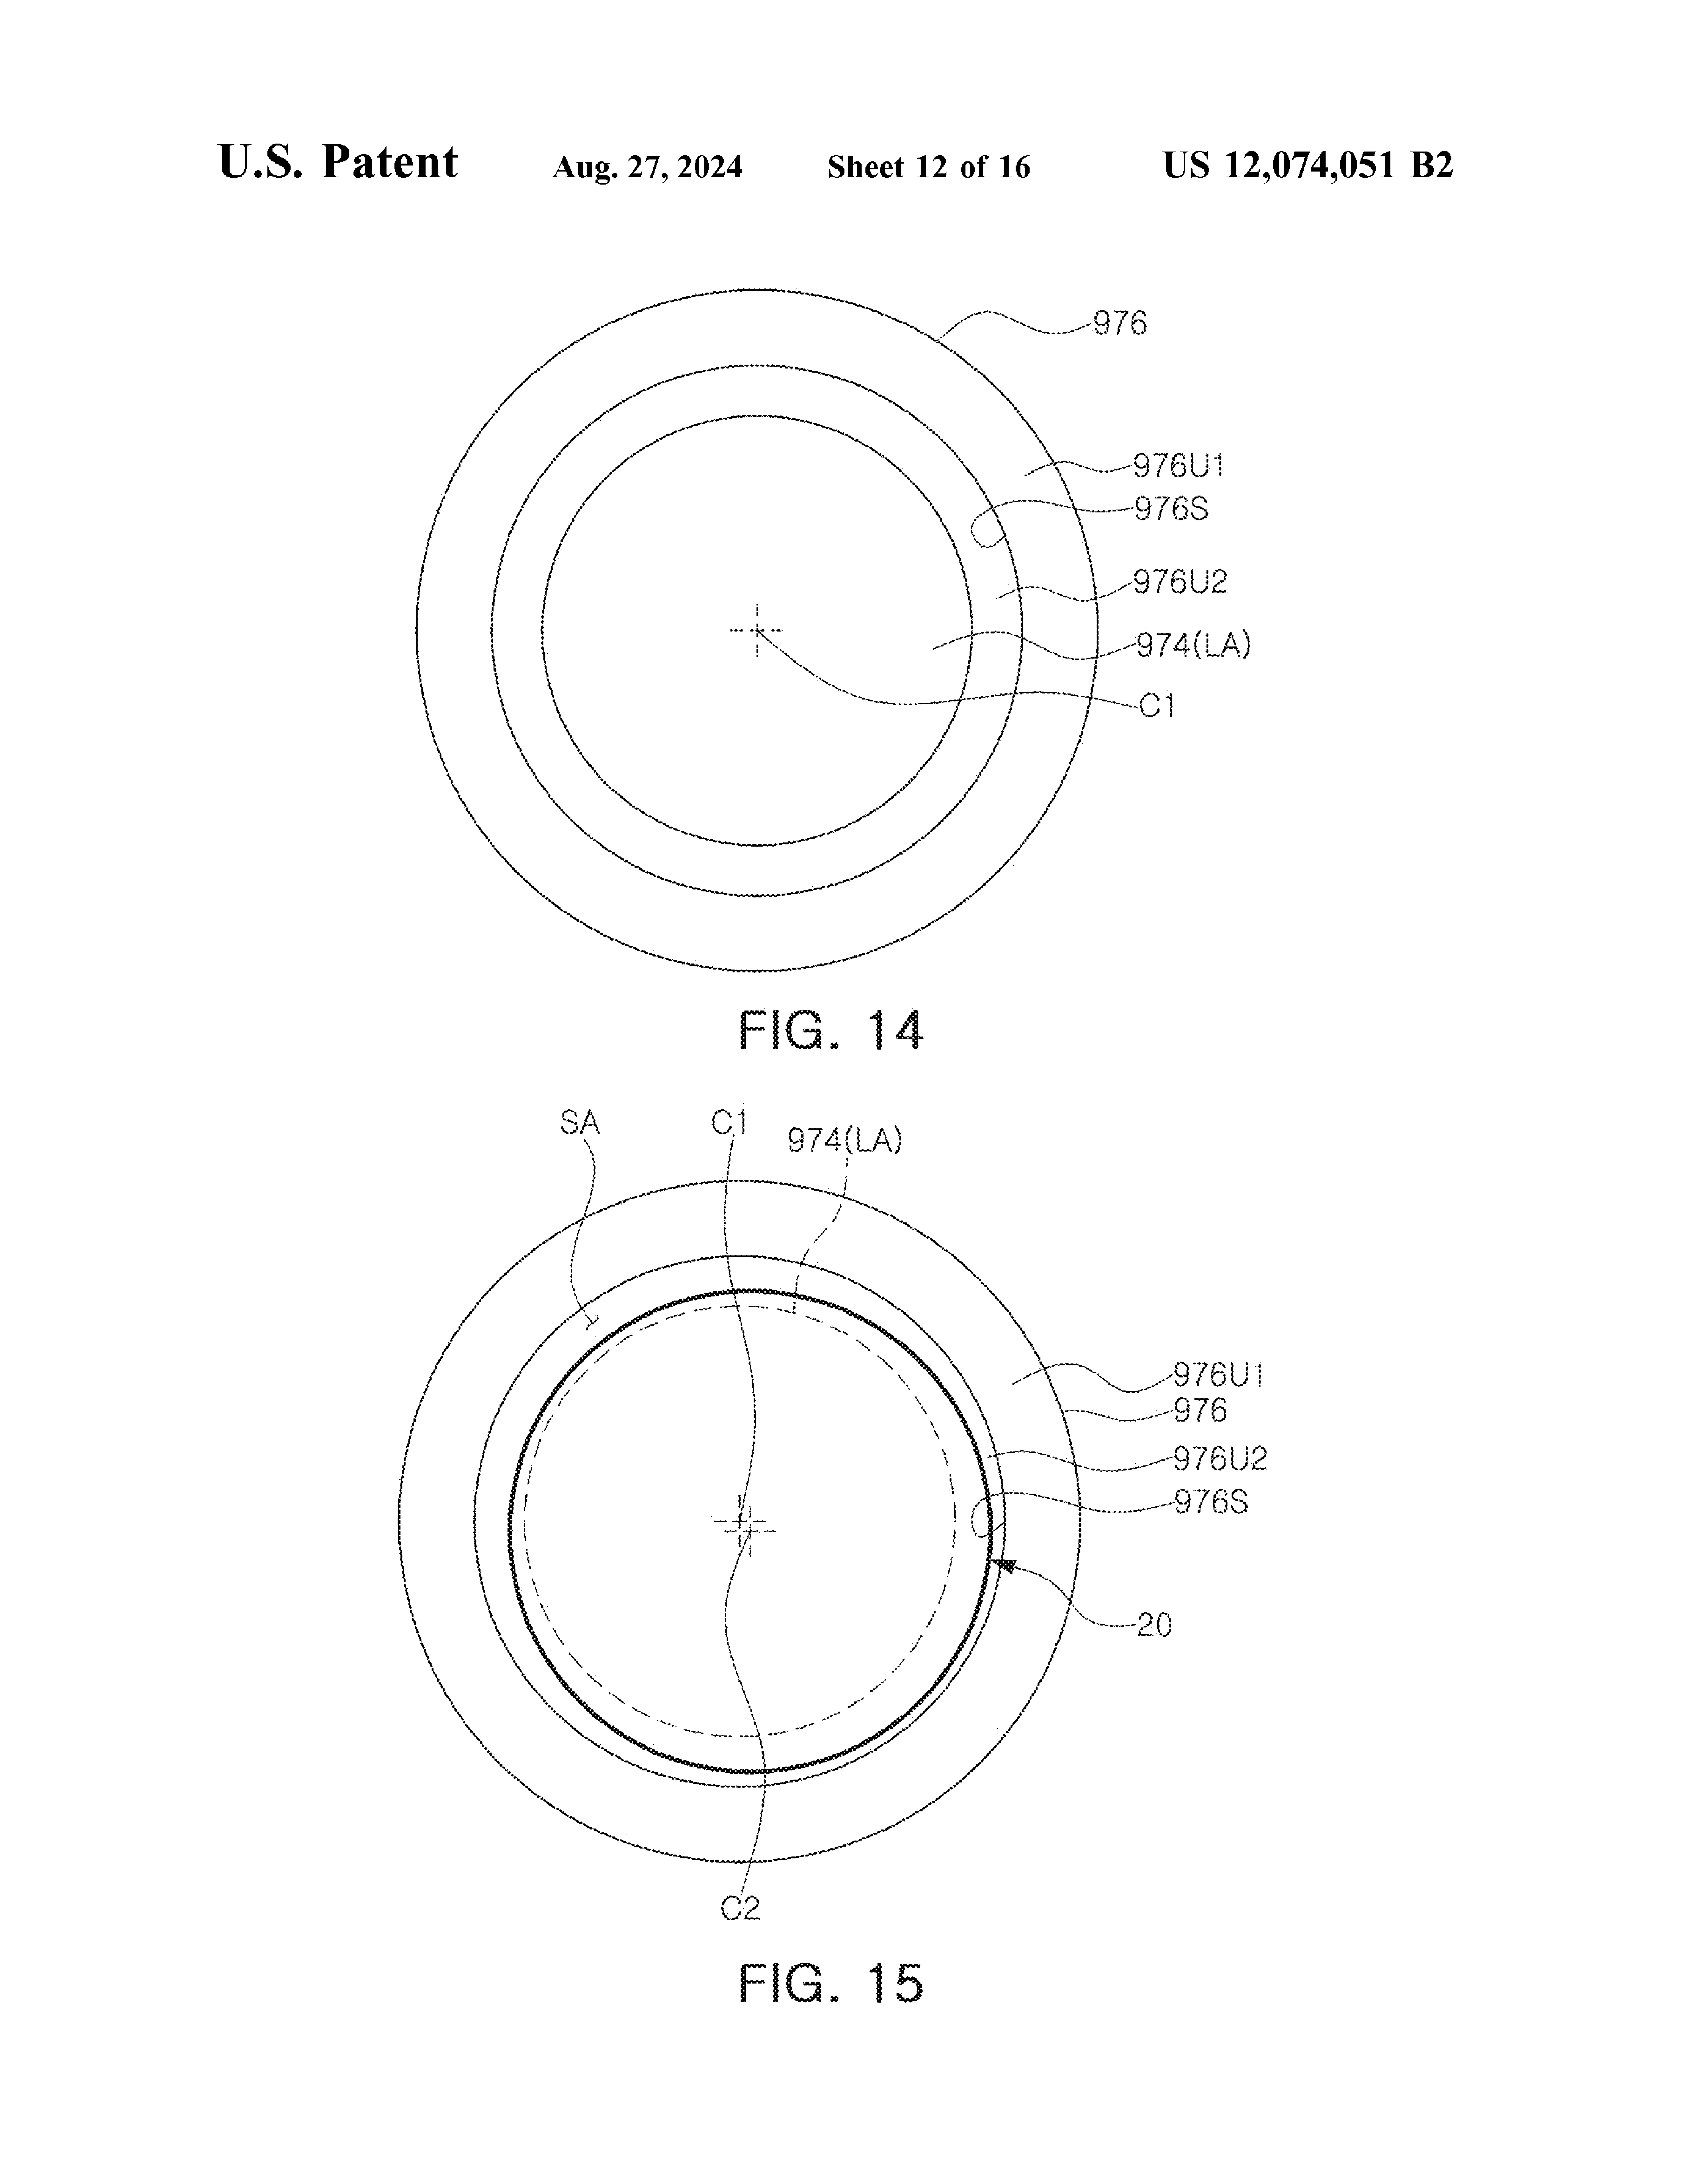 U.S. Patent Aug. 27, 2024 Sheet 12 of 16 US 12,074,051 B2
976
976U1
976S
976U2
974(LA)
C1
FIG. 14
SA
C1
974(LA)
976U1
976
976U2
976S
20
C2
FIG. 15